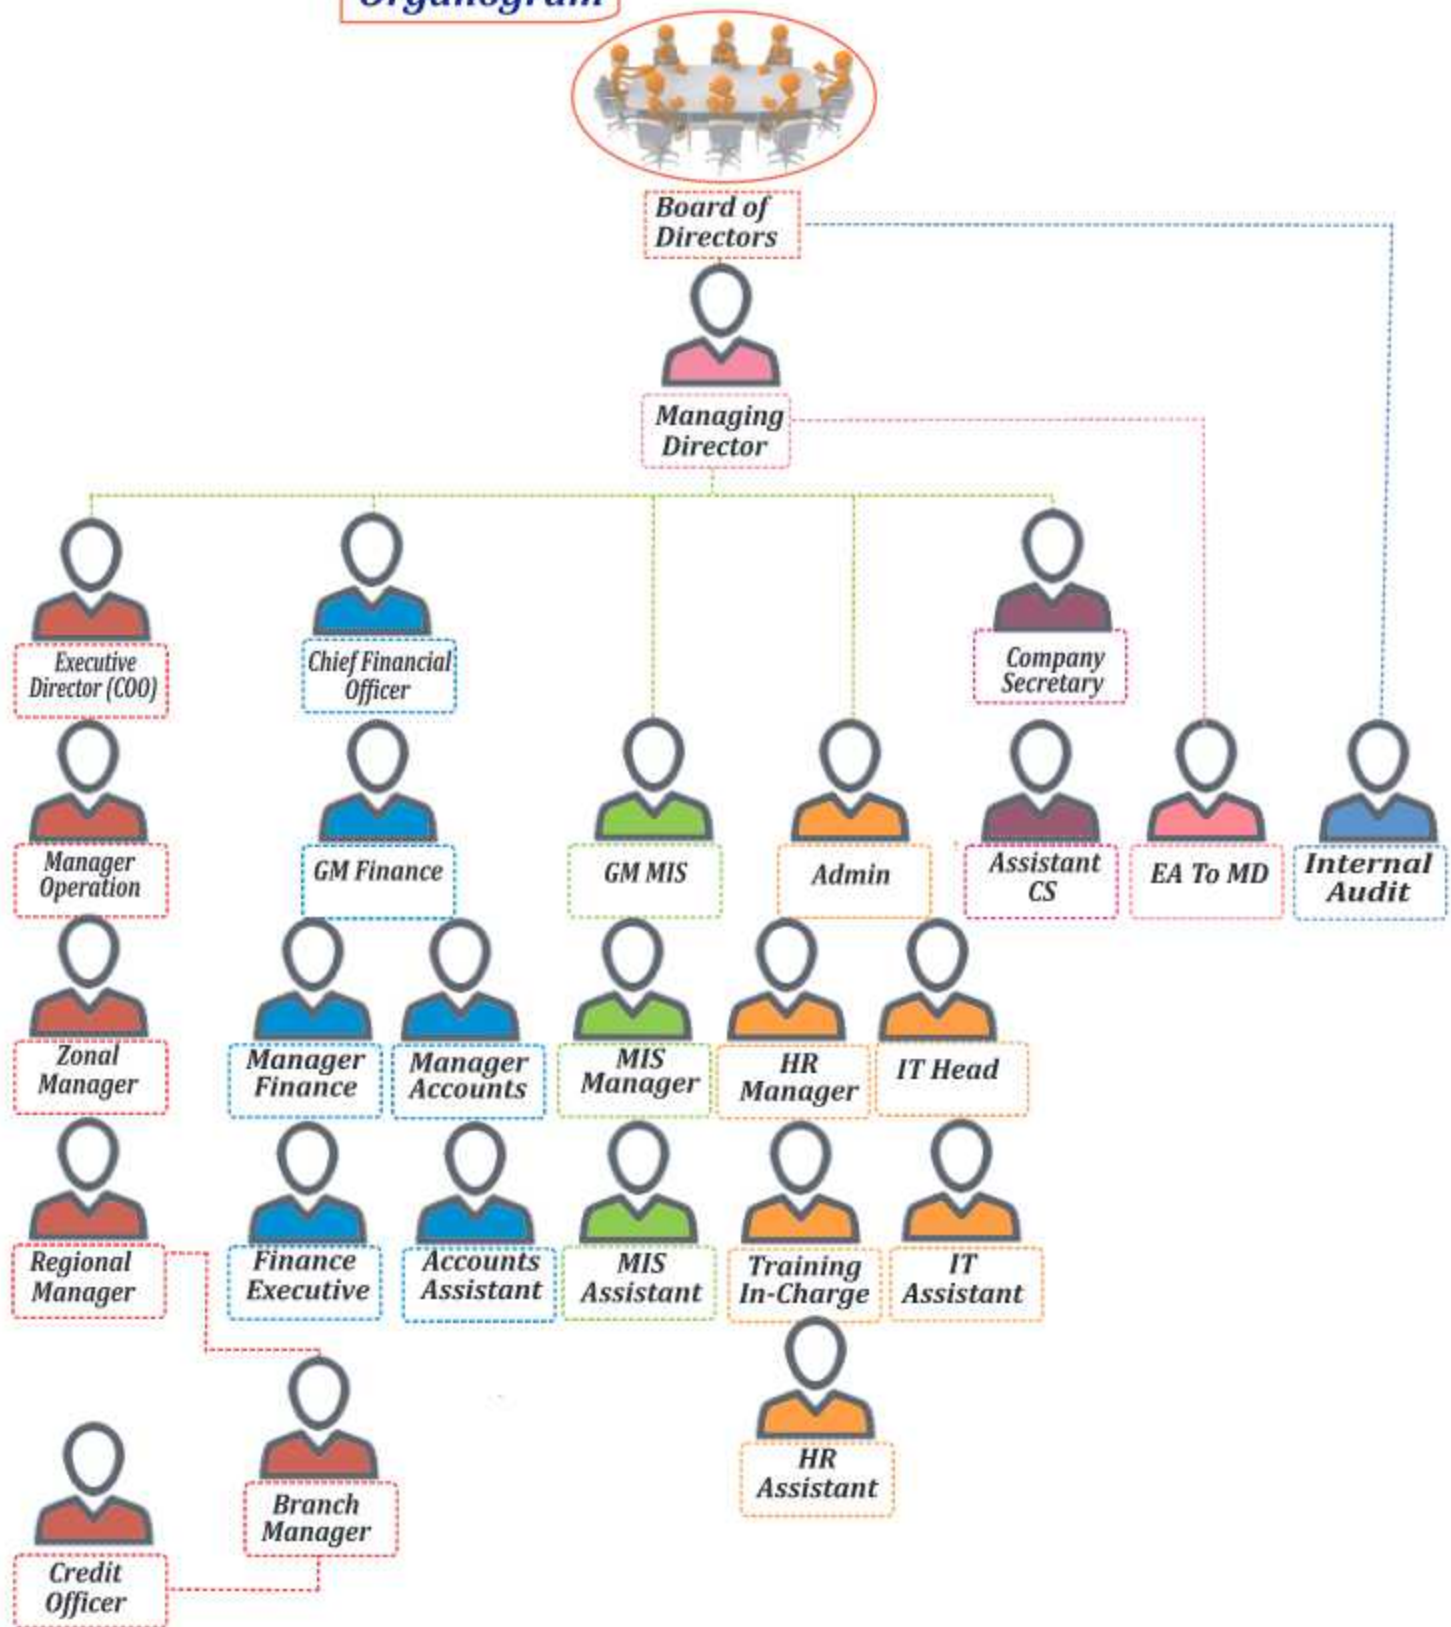 Organogram
Board of
Directors
Managing
Director
Executive
Director (COO)
Chief Financial
Officer
Company
Secretary
Manager
Operation
GM Finance
GM MIS
Admin
Assistant
CS
EA To MD
Internal
Audit
Zonal
Manager
Manager
Finance
Manager
Accounts
MIS
Manager
HR
Manager
IT Head
Regional
Manager
Finance
Executive
Accounts
Assistant
MIS
Assistant
Training
In-Charge
IT
Assistant
HR
Assistant
Branch
Manager
Credit
Officer